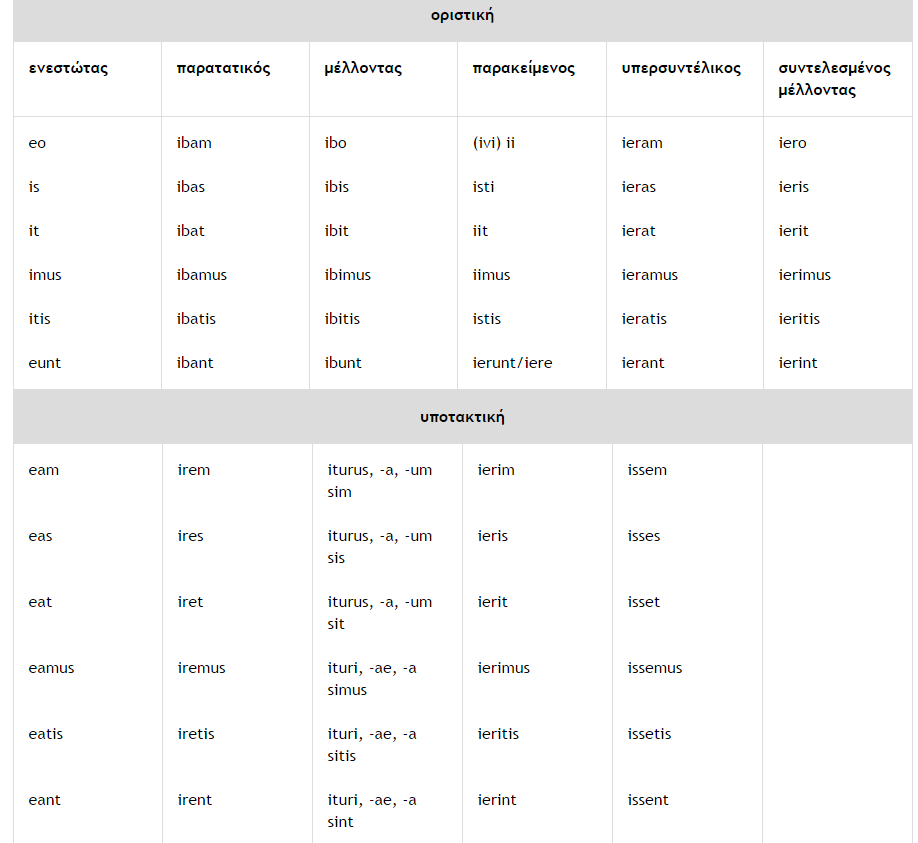 οριστική
ενεστώτας παρατατικός μέλλοντας παρακείμενος υπερσυντέλικος συντελεσμένος μέλλοντας
eo ibam ibo (ivi) ii ieram iero
is ibas ibis isti ieras ieris
it ibat ibit iit ierat ierit
imus ibamus ibimus iimus ieramus ierimus
itis ibatis ibitis istis ieratis ieritis
eunt ibant ibunt ierunt/iere ierant ierint
υποτακτική
eam irem iturus, -a, -um sim ierim issem
eas ires iturus, -a, -um sis ieris isses
eat iret iturus, -a, -um sit ierit isset
eamus iremus ituri, -ae, -a simus ierimus issemus
eatis iretis ituri, -ae, -a sitis ieritis issetis
eant irent ituri, -ae, -a sint ierint issent